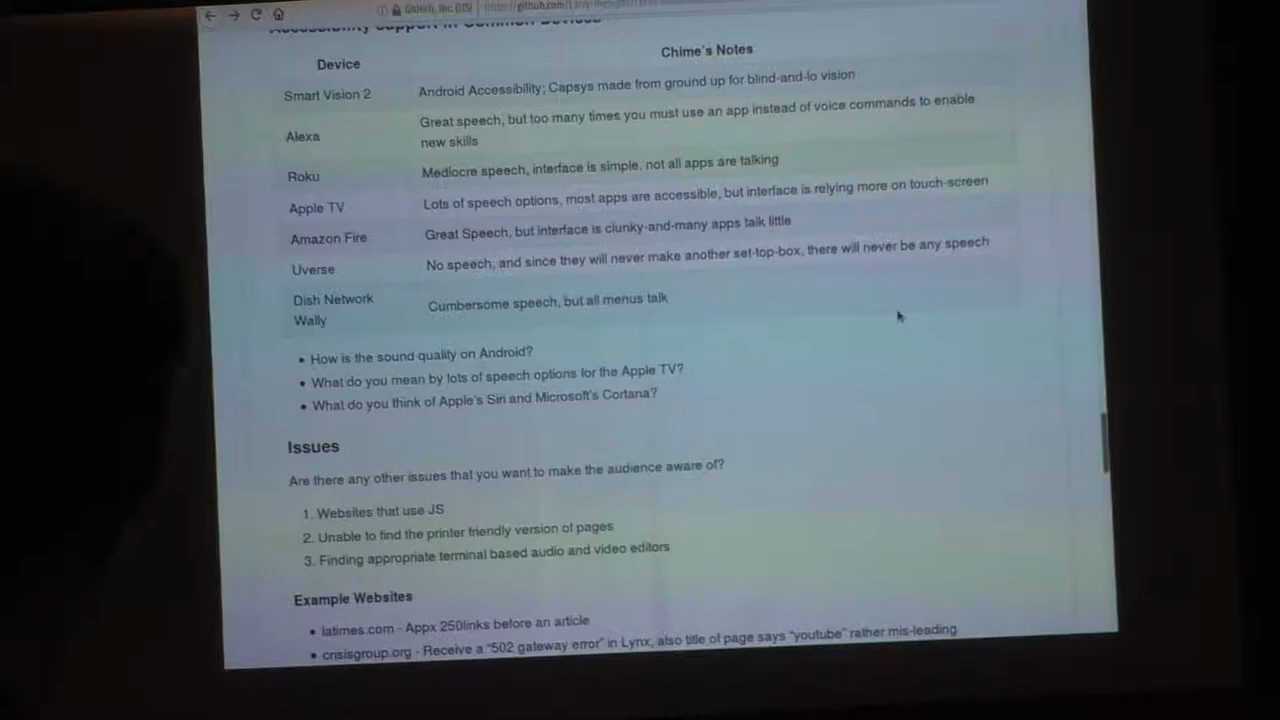 GitHub, Inc. (US)
Accessibility Support in Common Devices
Device
Chime's Notes
Smart Vision 2
Android Accessibility; Capsys made from ground up for blind-and-lo vision
Alexa
Great speech, but too many times you must use an app instead of voice commands to enable
new skills
Roku
Mediocre speech, interface is simple, not all apps are talking
Apple TV
Lots of speech options, most apps are accessible, but interface is relying more on touch-screen
Amazon Fire
Great Speech, but interface is clunky-and-many apps talk little
Uverse
No speech, and since they will never make another set-top-box, there will never be any speech
Dish Network
Wally
Cumbersome speech, but all menus talk
• How is the sound quality on Android?
• What do you mean by lots of speech options for the Apple TV?
• What do you think of Apple's Siri and Microsoft's Cortana?
Issues
Are there any other issues that you want to make the audience aware of?
1. Websites that use JS
2. Unable to find the printer friendly version of pages
3. Finding appropriate terminal based audio and video editors
Example Websites
• latimes.com - Appx 250links before an article
• crisisgroup.org - Receive a "502 gateway error" in Lynx, also title of page says "youtube" rather mis-leading